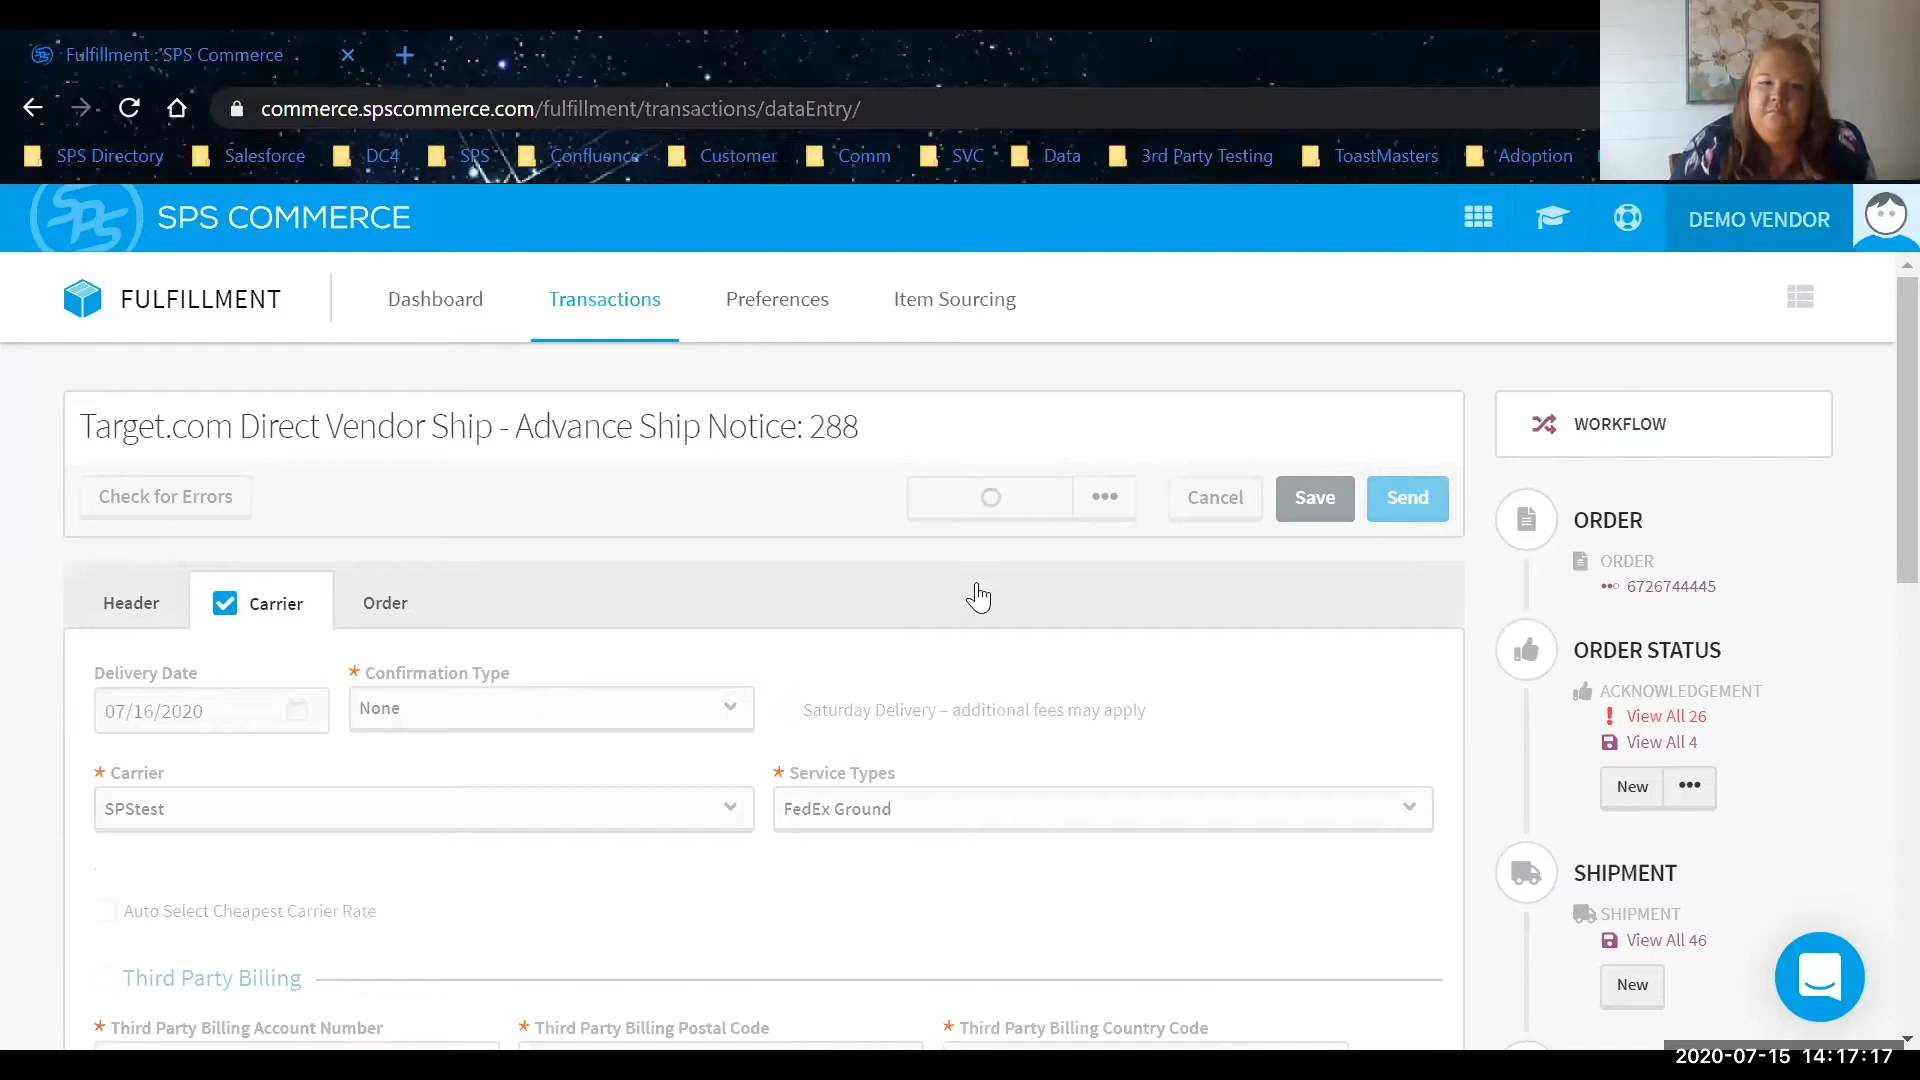 Fulfillment : SPS Commerce
commerce.spscommerce.com/fulfillment/transactions/dataEntry/
SPS Directory Salesforce DC4 SPS Confluence Customer Comm SVC Data 3rd Party Testing ToastMasters Adoption
SPS COMMERCE
DEMO VENDOR
FULFILLMENT Dashboard Transactions Preferences Item Sourcing
Target.com Direct Vendor Ship - Advance Ship Notice: 288
Check for Errors ••• Cancel Save Send
Header Carrier Order
Delivery Date * Confirmation Type
07/16/2020 None Saturday Delivery – additional fees may apply
* Carrier * Service Types
SPStest FedEx Ground
Auto Select Cheapest Carrier Rate
Third Party Billing
* Third Party Billing Account Number * Third Party Billing Postal Code * Third Party Billing Country Code
WORKFLOW
ORDER
ORDER
6726744445
ORDER STATUS
ACKNOWLEDGEMENT
! View All 26
View All 4
New •••
SHIPMENT
SHIPMENT
View All 46
New
2020-07-15 14:17:17